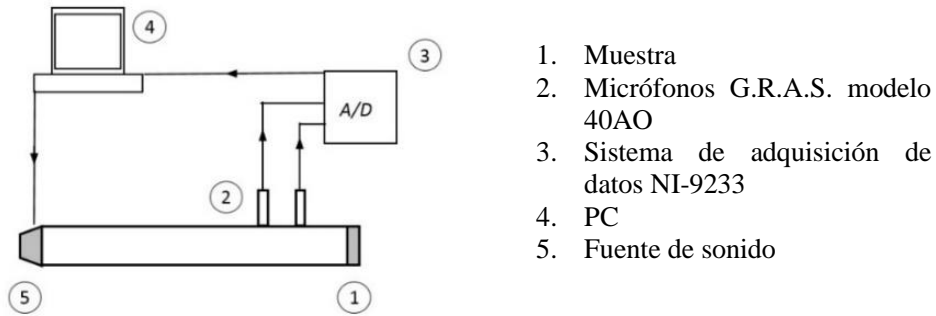 4
3
A/D
2
5
1
1. Muestra
2. Micrófonos G.R.A.S. modelo
40AO
3. Sistema de adquisición de
datos NI-9233
4. PC
5. Fuente de sonido